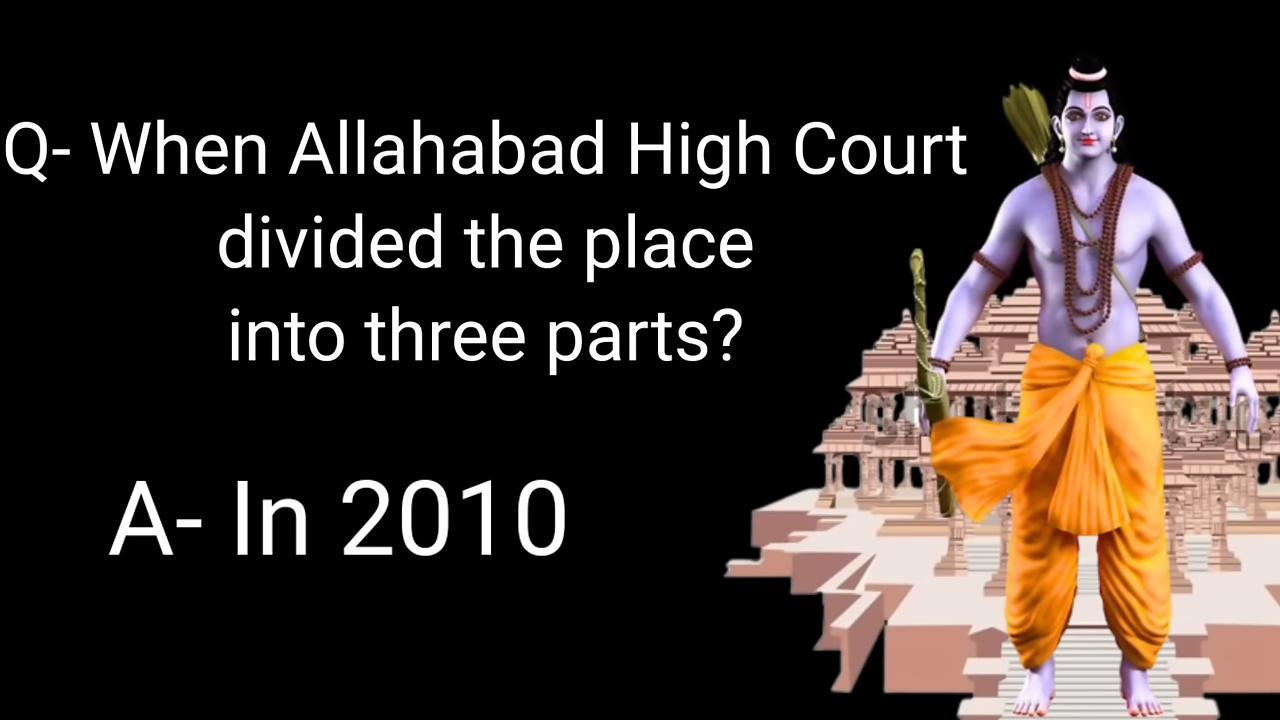 Q- When Allahabad High Court
divided the place
into three parts?
A- In 2010